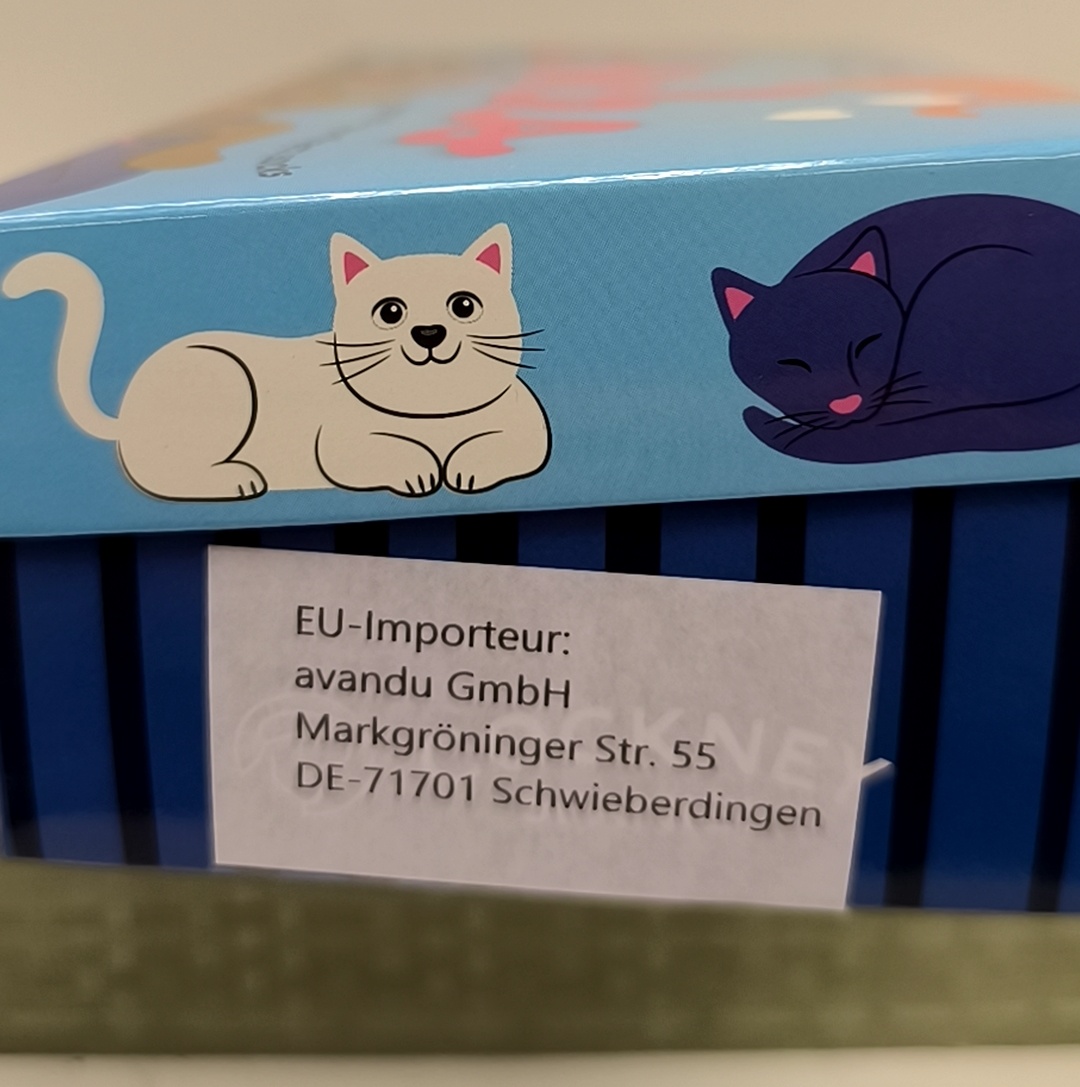 EU-Importeur:
avandu GmbH
Markgröninger Str. 55
DE-71701 Schwieberdingen